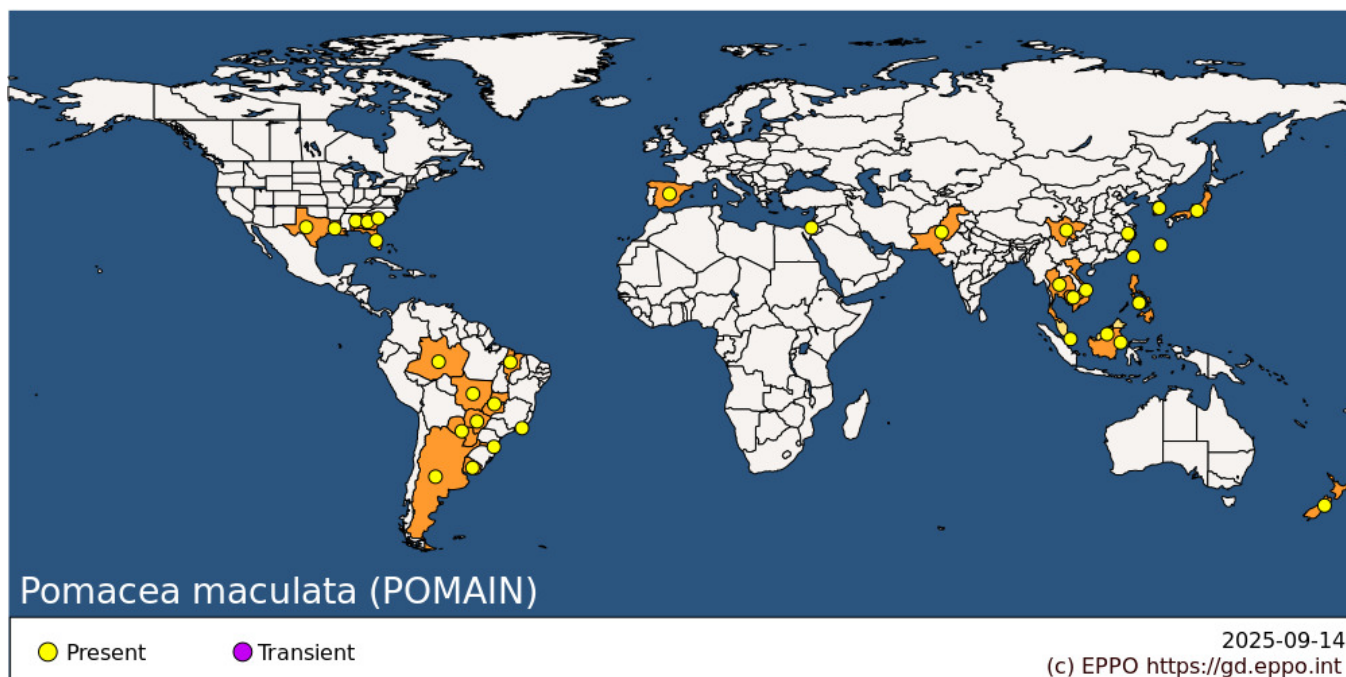 Pomacea maculata (POMAIN)
Present
Transient
2025-09-14
(c) EPPO https://gd.eppo.int